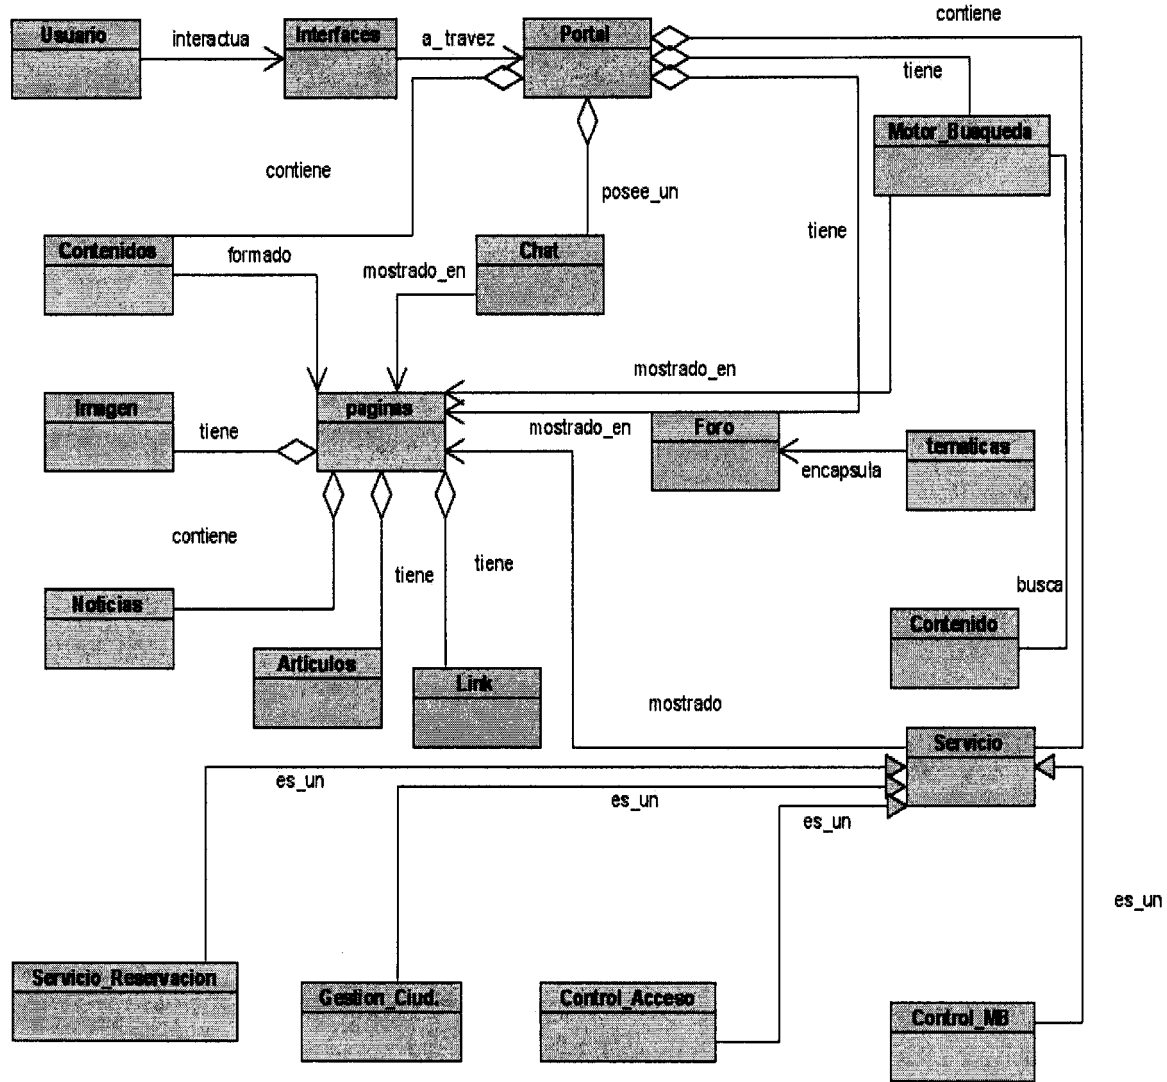 contiene
Usuario
interactua
Interfaces
a_travez
Portal
tiene
Motor_Busqueda
contiene
posee_un
tiene
Contenidos
formado
mostrado_en
Chat
mostrado_en
Imagen
tiene
paginas
mostrado_en
Foro
encapsula
tematicas
contiene
tiene
tiene
busca
Noticias
Articulos
Link
Contenido
mostrado
Servicio
es_un
es_un
es_un
es_un
Servicio_Reservacion
Gestion_Ciud.
Control_Acceso
Control_MB